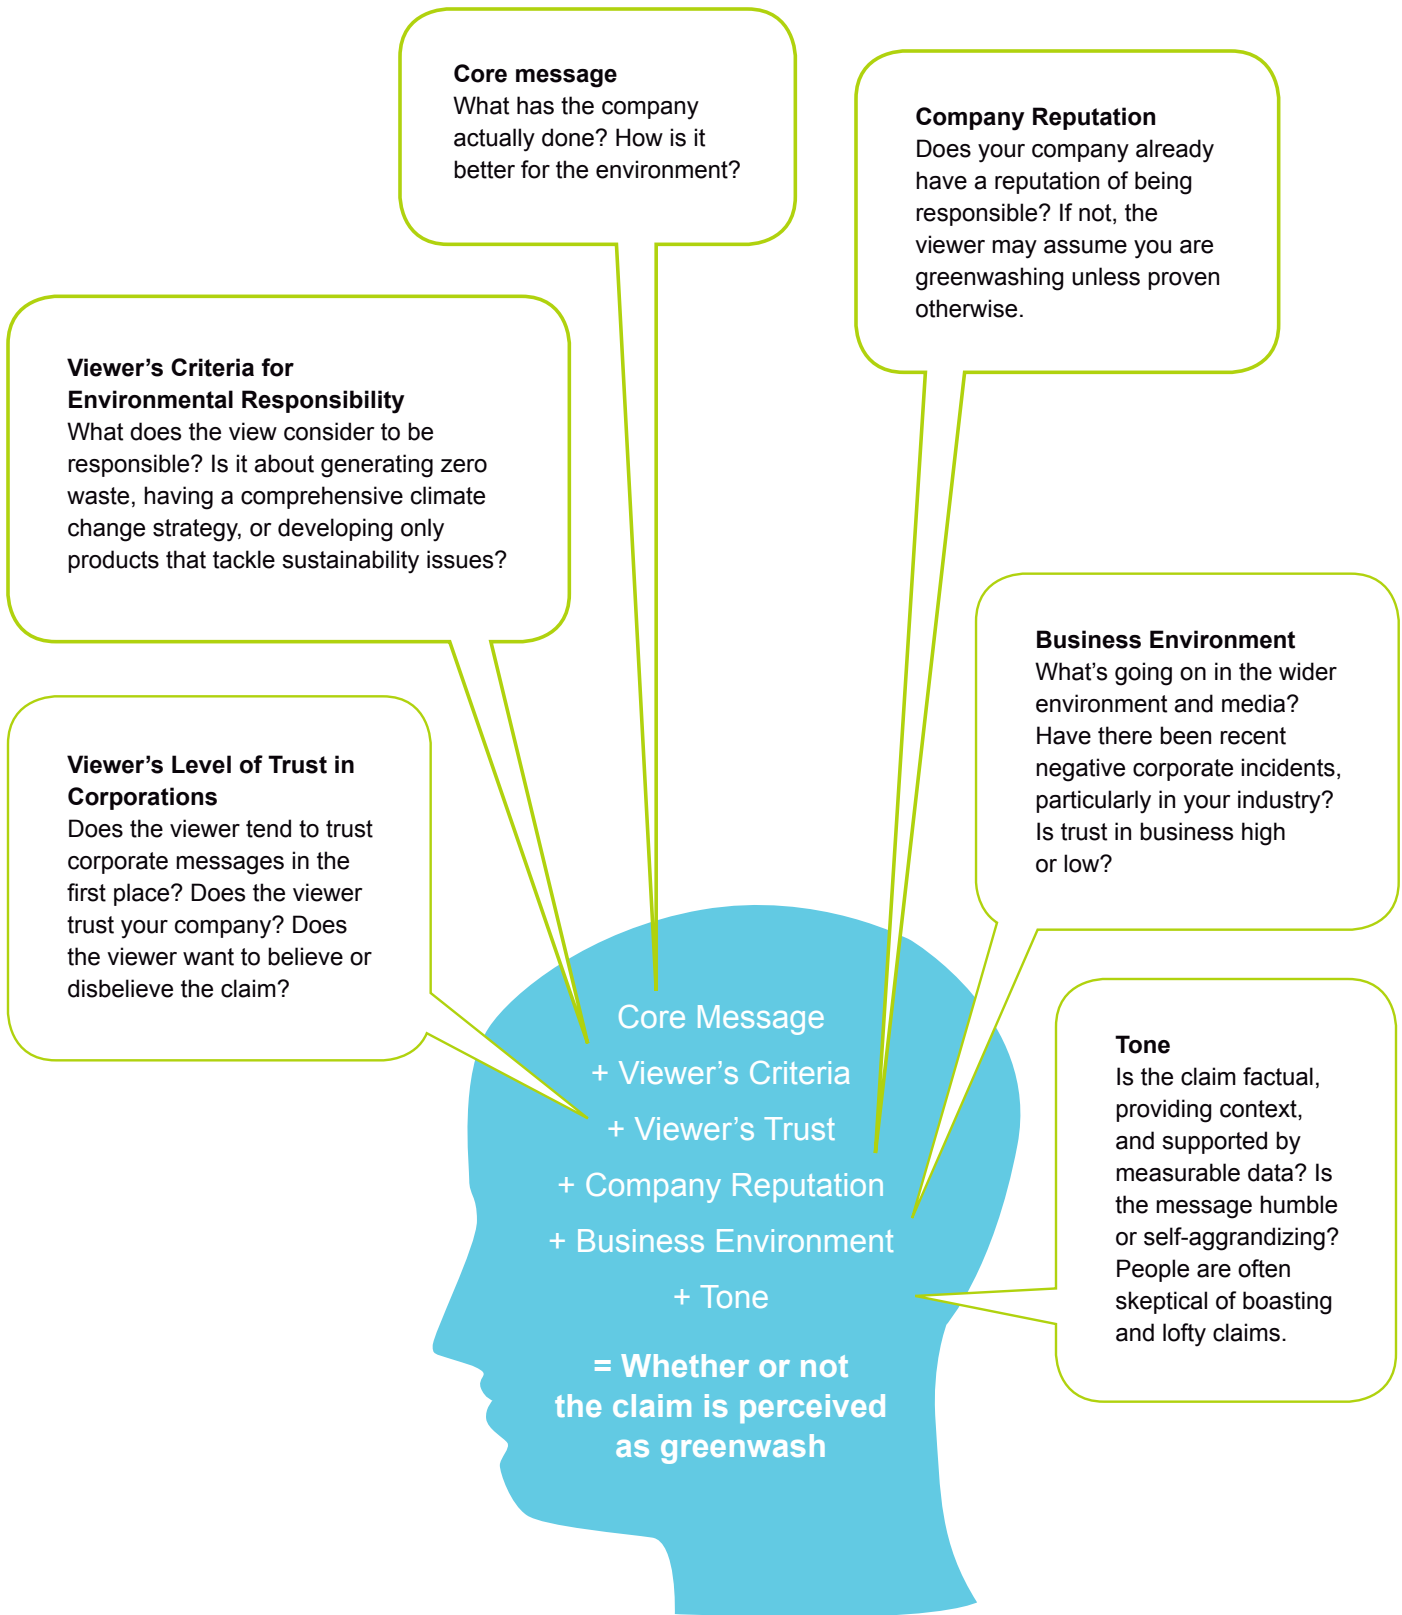 Core message
What has the company
actually done? How is it
better for the environment?
Company Reputation
Does your company already
have a reputation of being
responsible? If not, the
viewer may assume you are
greenwashing unless proven
otherwise.
Viewer’s Criteria for
Environmental Responsibility
What does the view consider to be
responsible? Is it about generating zero
waste, having a comprehensive climate
change strategy, or developing only
products that tackle sustainability issues?
Business Environment
What’s going on in the wider
environment and media?
Have there been recent
negative corporate incidents,
particularly in your industry?
Is trust in business high
or low?
Viewer’s Level of Trust in
Corporations
Does the viewer tend to trust
corporate messages in the
first place? Does the viewer
trust your company? Does
the viewer want to believe or
disbelieve the claim?
Tone
Is the claim factual,
providing context,
and supported by
measurable data? Is
the message humble
or self-aggrandizing?
People are often
skeptical of boasting
and lofty claims.
Core Message
+ Viewer’s Criteria
+ Viewer’s Trust
+ Company Reputation
+ Business Environment
+ Tone
= Whether or not
the claim is perceived
as greenwash